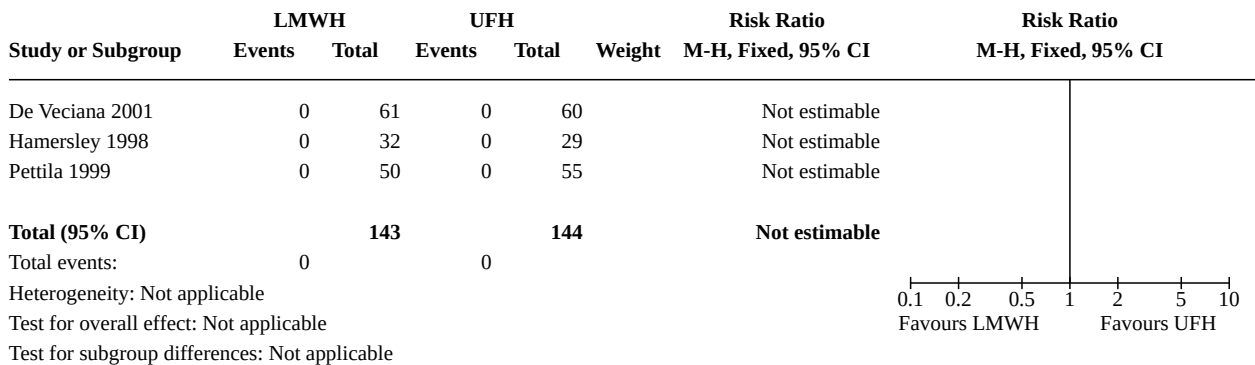 LMWH UFH Risk Ratio Risk Ratio
Study or Subgroup Events Total Events Total Weight M-H, Fixed, 95% CI M-H, Fixed, 95% CI
De Veciana 2001 0 61 0 60 Not estimable
Hamersley 1998 0 32 0 29 Not estimable
Pettila 1999 50 0 55 0 Not estimable
Total (95% CI) 143 144 Not estimable
Total events: 0 0
Heterogeneity: Not applicable
0.1 0.2 0.5 1 2 5 10
Test for overall effect: Not applicable Favours LMWH Favours UFH
Test for subgroup differences: Not applicable